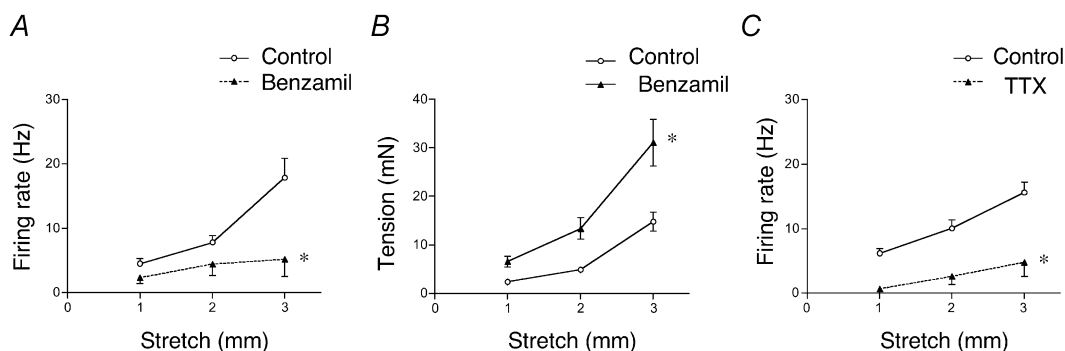 A
Control
Benzamil
Firing rate (Hz)
30
20
10
0
0 1 2 3
Stretch (mm)
*
B
Control
Benzamil
Tension (mN)
40
30
20
10
0
0 1 2 3
Stretch (mm)
*
C
Control
TTX
Firing rate (Hz)
30
20
10
0
0 1 2 3
Stretch (mm)
*